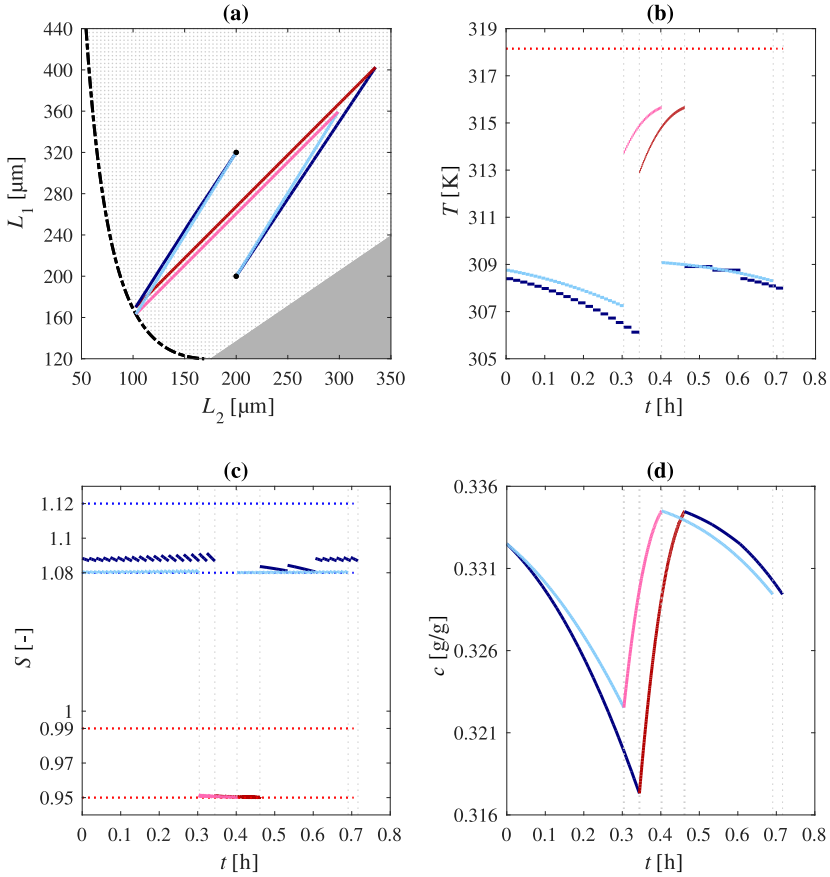 (a)
440
400
360
320
280
240
200
160
120
L1 [µm]
50 100 150 200 250 300 350
L2 [µm]
(b)
319
317
315
313
311
309
307
305
T [K]
0 0.1 0.2 0.3 0.4 0.5 0.6 0.7 0.8
t [h]
(c)
1.12
1.1
1.08
1
0.99
0.97
0.95
S [-]
0 0.1 0.2 0.3 0.4 0.5 0.6 0.7 0.8
t [h]
(d)
0.336
0.331
0.326
0.321
0.316
c [g/g]
0 0.1 0.2 0.3 0.4 0.5 0.6 0.7 0.8
t [h]